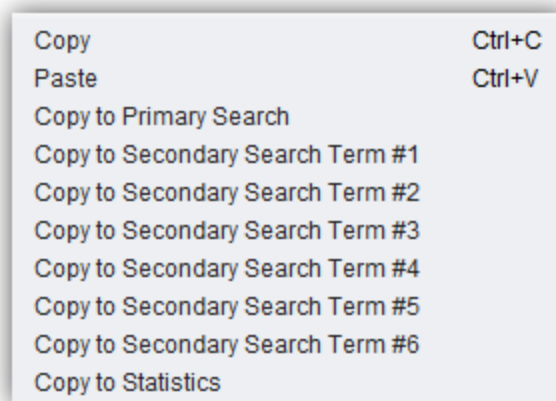 Copy Ctrl+C
Paste Ctrl+V
Copy to Primary Search
Copy to Secondary Search Term #1
Copy to Secondary Search Term #2
Copy to Secondary Search Term #3
Copy to Secondary Search Term #4
Copy to Secondary Search Term #5
Copy to Secondary Search Term #6
Copy to Statistics